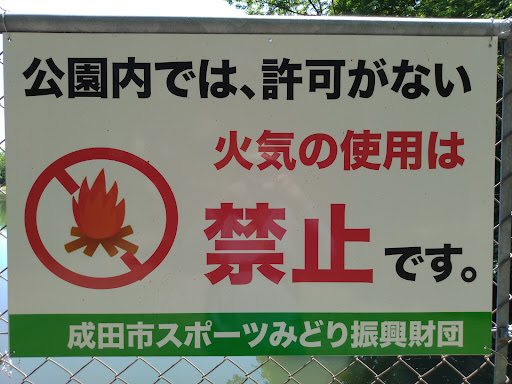 公園内では、許可がない
火気の使用は
禁止です。
成田市スポーツみどり振興財団